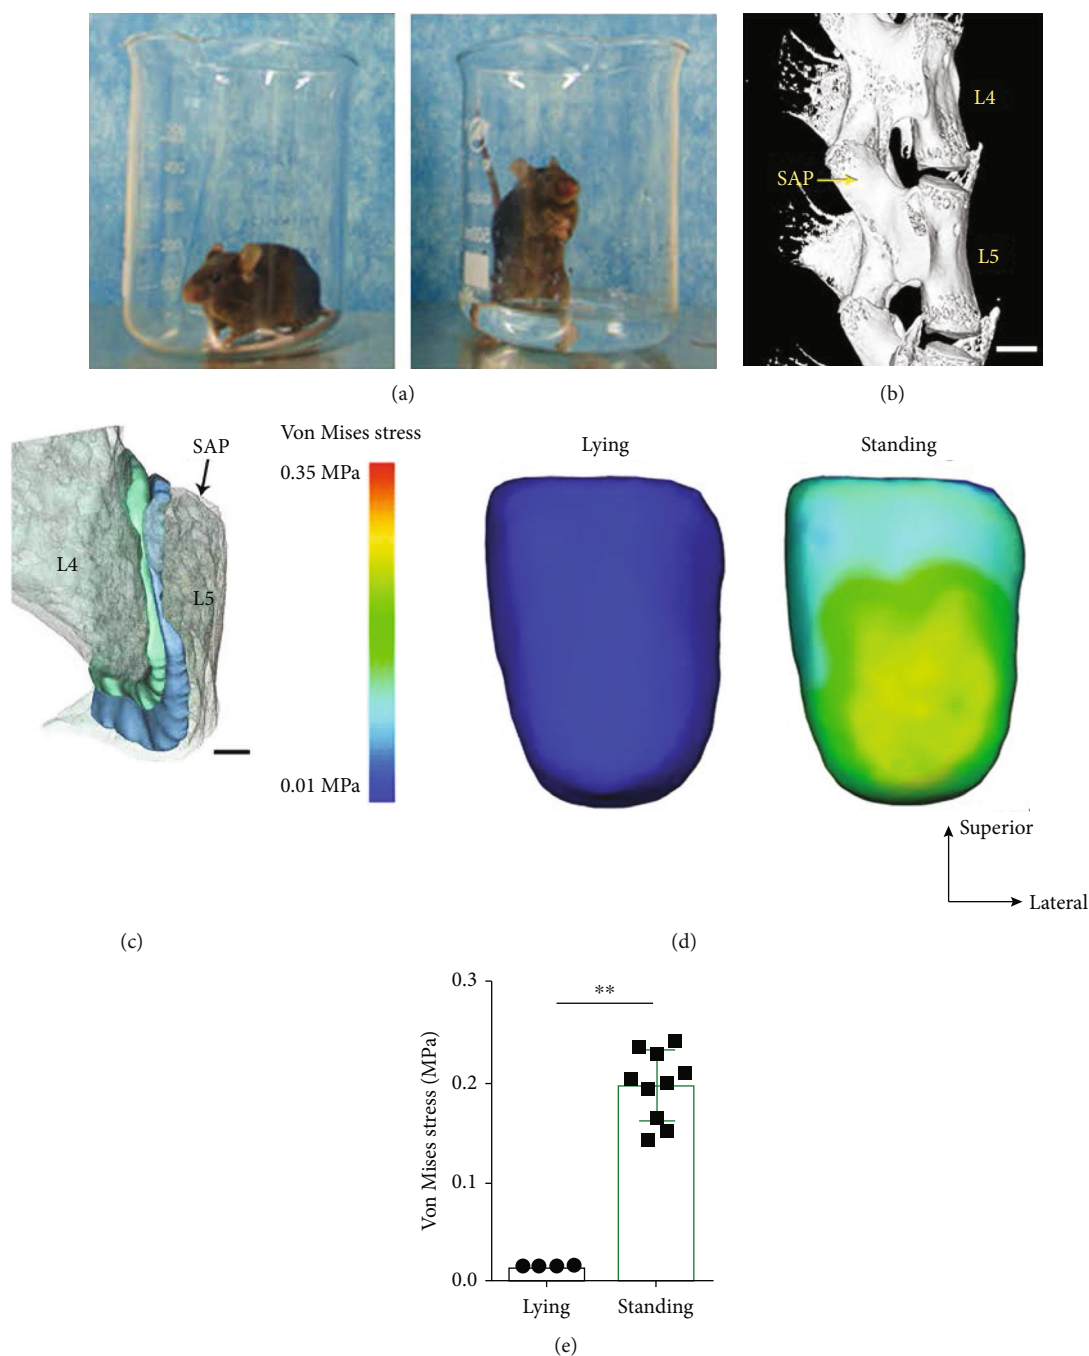 L4
SAP
L5
(a)
(b)
SAP
L4
L5
(c)
Von Mises stress
0.35 MPa
0.01 MPa
Lying
Standing
Superior
Lateral
(d)
0.3
**
0.2
0.1
0.0
Von Mises stress (MPa)
Lying
Standing
(e)